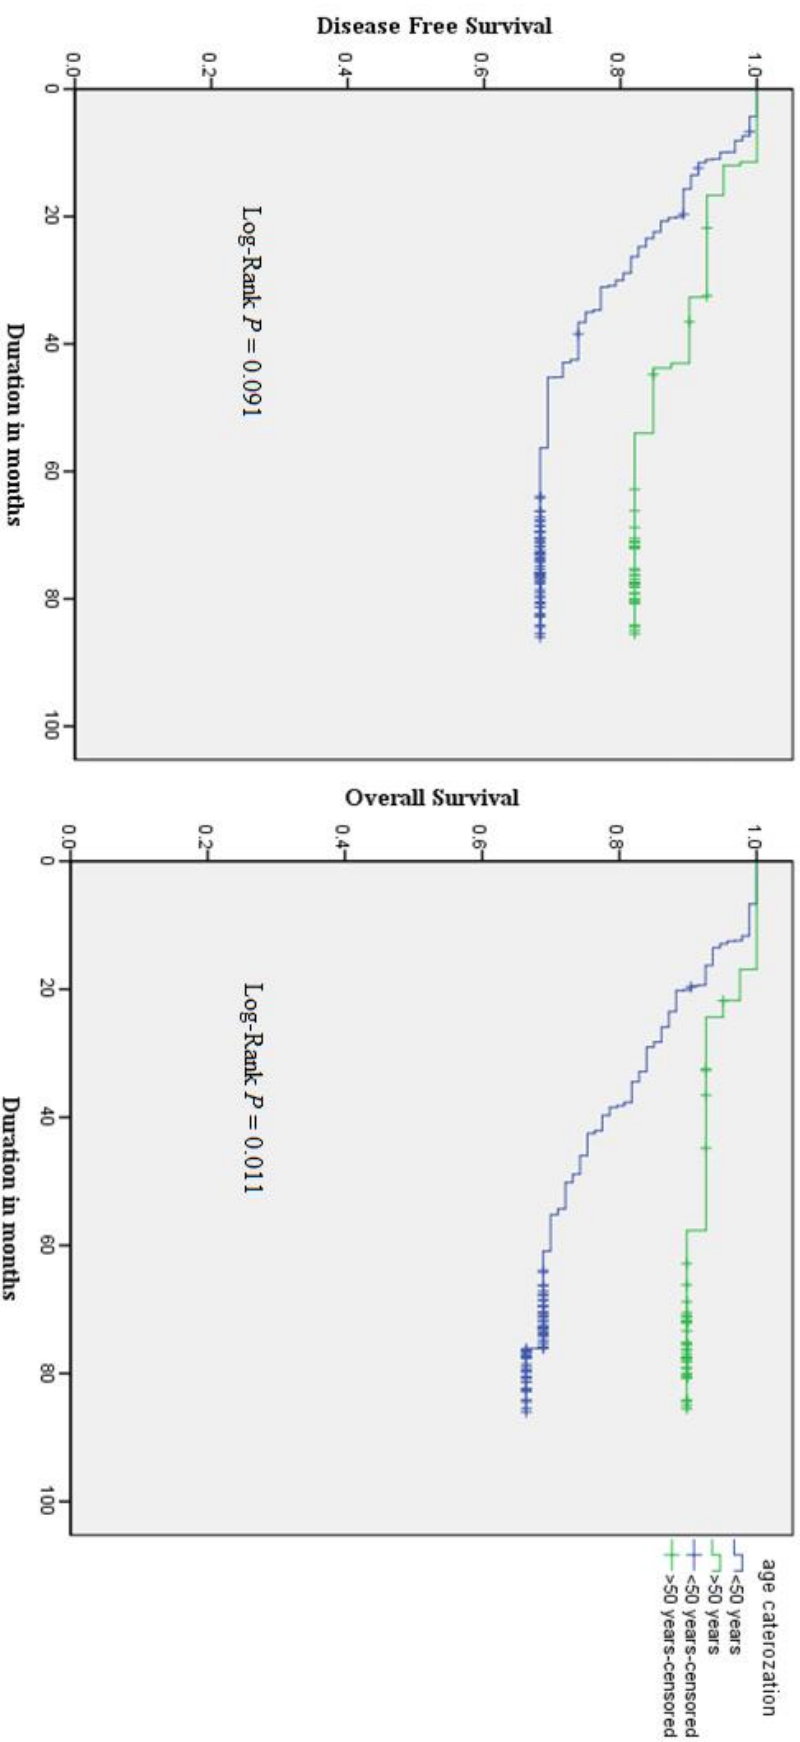 Disease Free Survival
1.0
0.8
0.6
0.4
0.2
0.0
Log-Rank P = 0.091
0 20 40 60 80 100
Duration in months
Overall Survival
1.0
0.8
0.6
0.4
0.2
0.0
Log-Rank P = 0.011
0 20 40 60 80 100
Duration in months
age caterozation
<50 years
>50 years
<50 years-censored
>50 years-censored